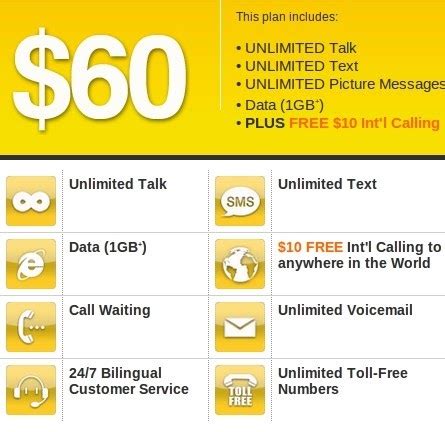 $60
This plan includes:
• UNLIMITED Talk
• UNLIMITED Text
• UNLIMITED Picture Messages
• Data (1GB⁺)
• PLUS FREE $10 Int'l Calling
Unlimited Talk
SMS
Unlimited Text
Data (1GB⁺)
$10 FREE Int'l Calling to
anywhere in the World
Call Waiting
Unlimited Voicemail
24/7 Bilingual
Customer Service
TOLL
FREE
Unlimited Toll-Free
Numbers